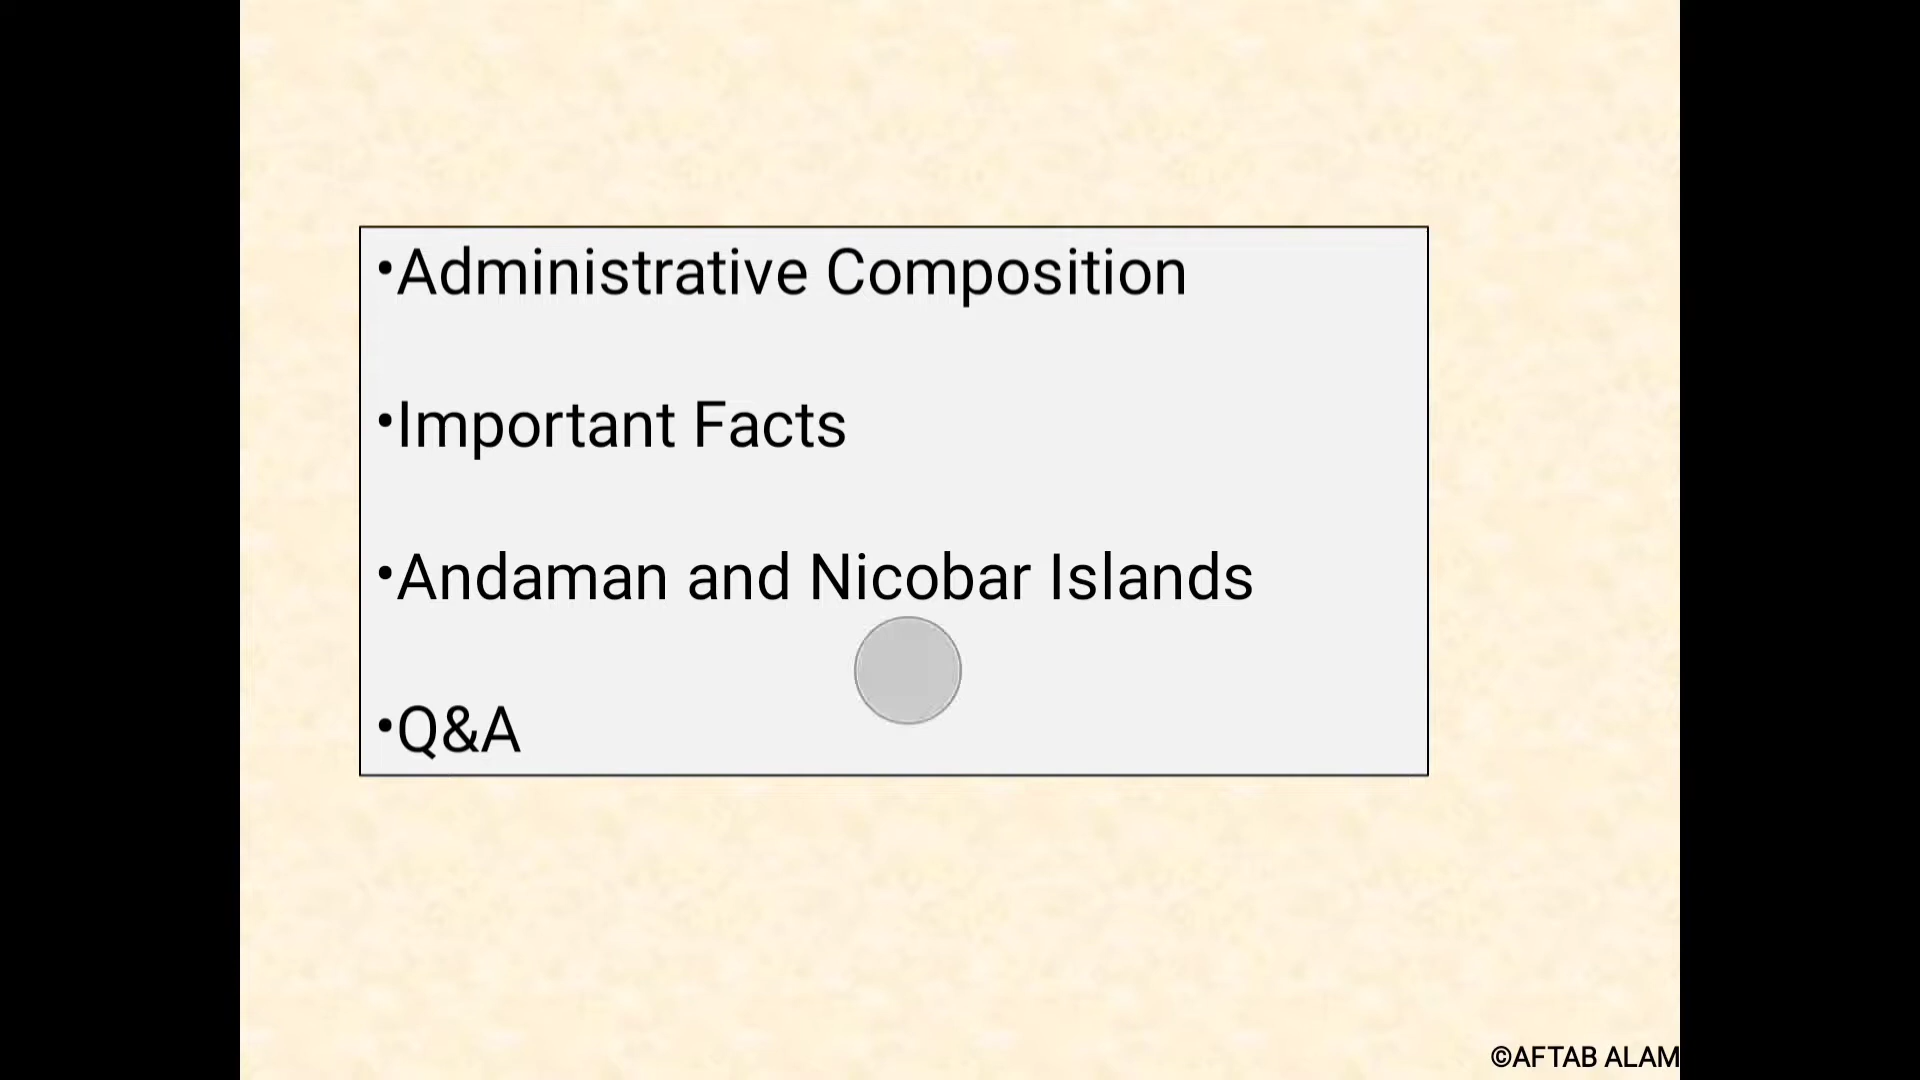 •Administrative Composition
•Important Facts
•Andaman and Nicobar Islands
•Q&A
©AFTAB ALAM